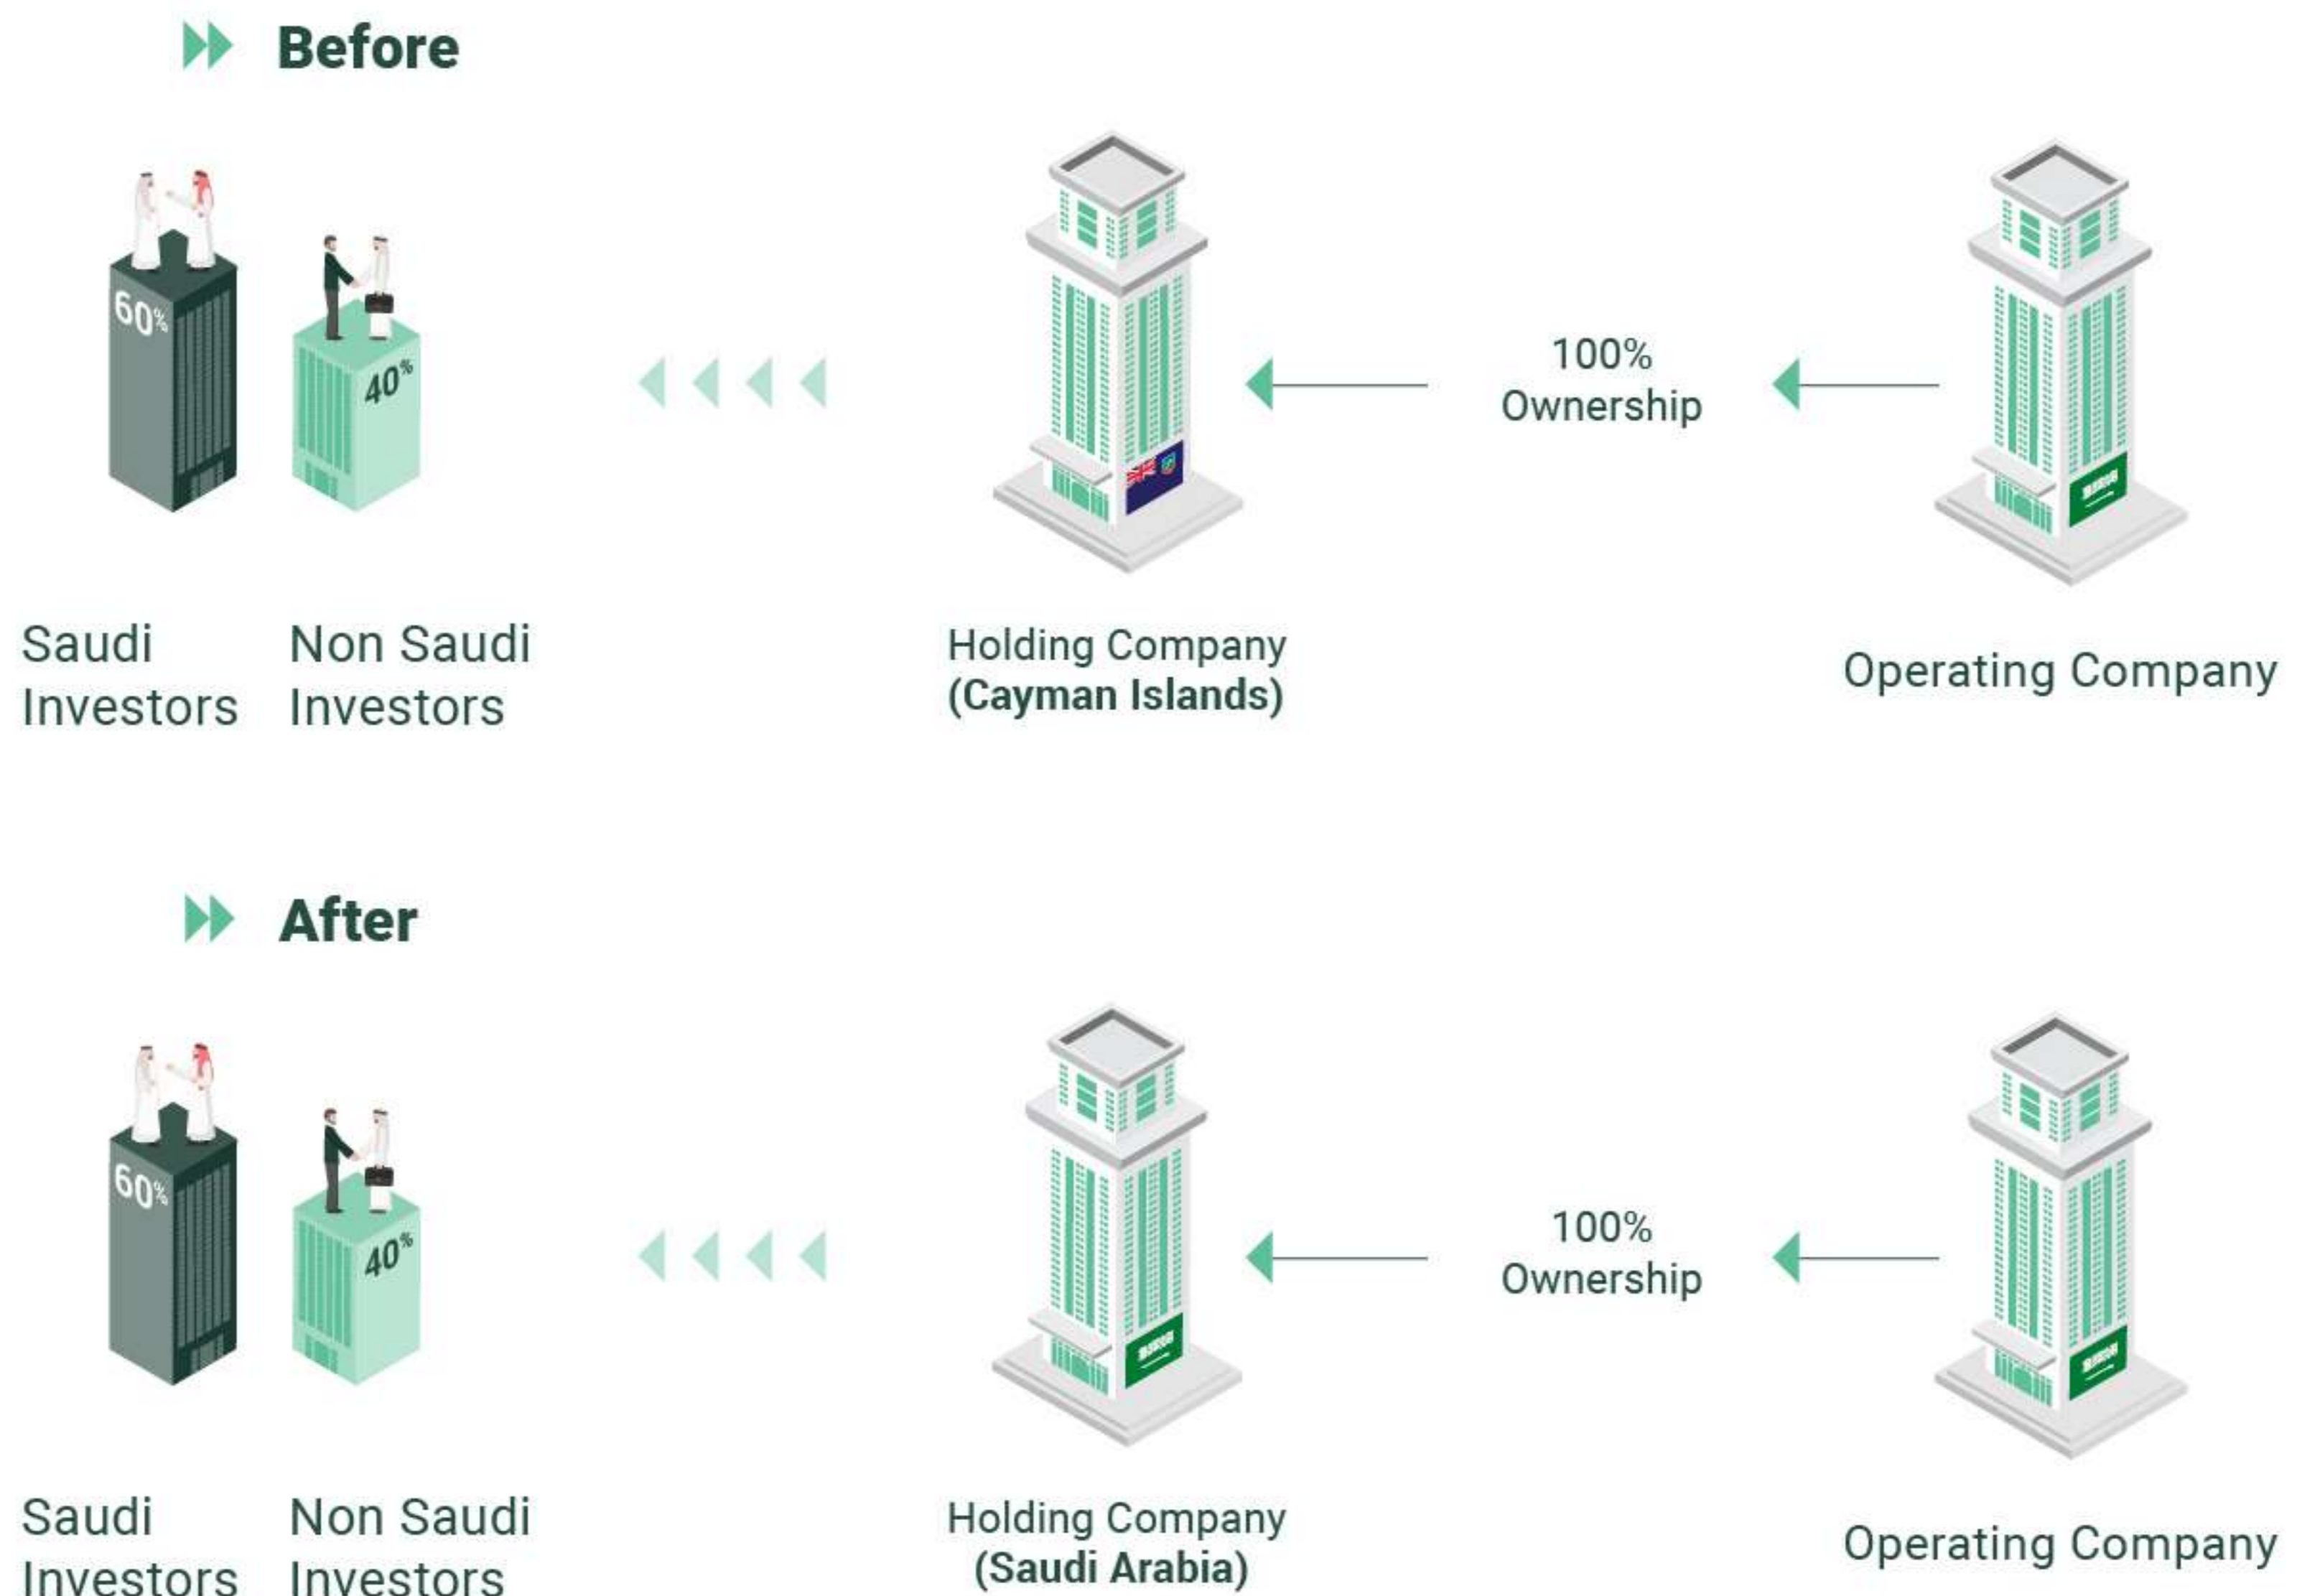 Before
60%
40%
100%
Ownership
Saudi
Investors
Non Saudi
Investors
Holding Company
(Cayman Islands)
Operating Company
After
60%
40%
100%
Ownership
Saudi
Investors
Non Saudi
Investors
Holding Company
(Saudi Arabia)
Operating Company